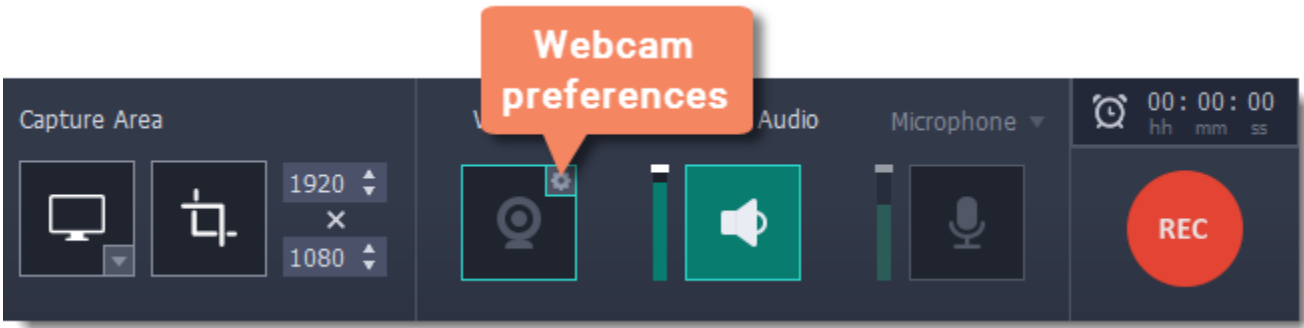 Webcam
preferences
Capture Area
Audio
Microphone
00:00:00
hh mm ss
1920
×
1080
REC